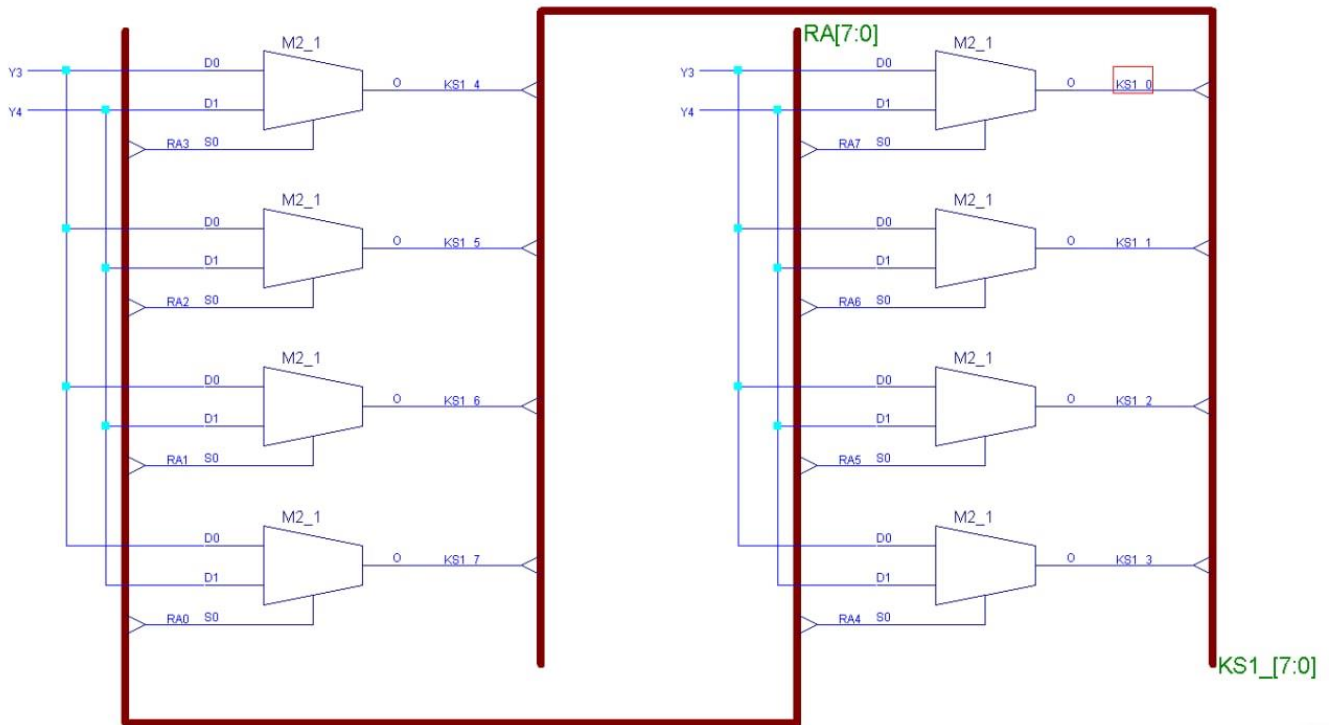 RA[7:0]
M2_1
Y3
D0
O
KS1_4
Y4
D1
RA3
S0
M2_1
D0
O
KS1_5
D1
RA2
S0
M2_1
D0
O
KS1_6
D1
RA1
S0
M2_1
D0
O
KS1_7
D1
RA0
S0
M2_1
Y3
D0
O
KS1_0
Y4
D1
RA7
S0
M2_1
D0
O
KS1_1
D1
RA6
S0
M2_1
D0
O
KS1_2
D1
RA5
S0
M2_1
D0
O
KS1_3
D1
RA4
S0
KS1_[7:0]